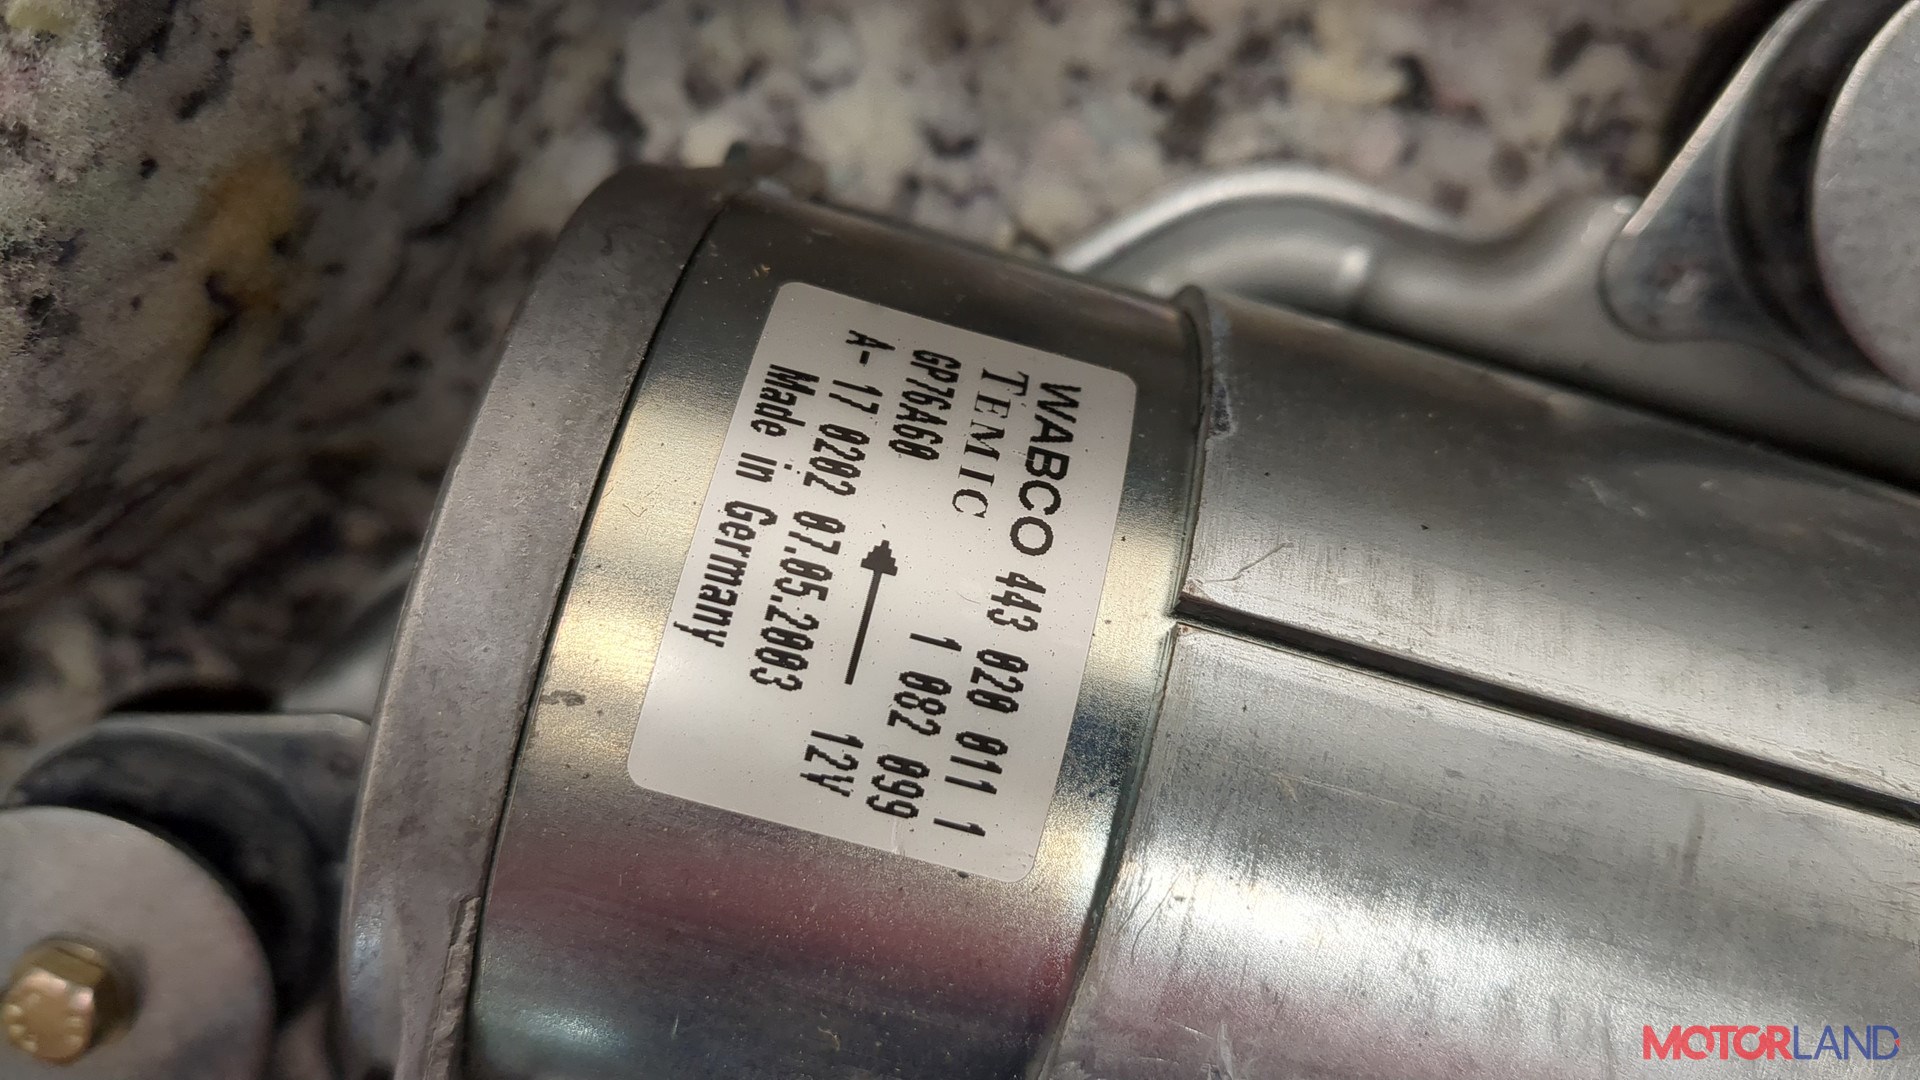 WABCO 443 020 011 1
TEMIC 1 082 099
GP76A60
A- 17 0202 07.05.2003 12V
Made in Germany
MOTORLAND